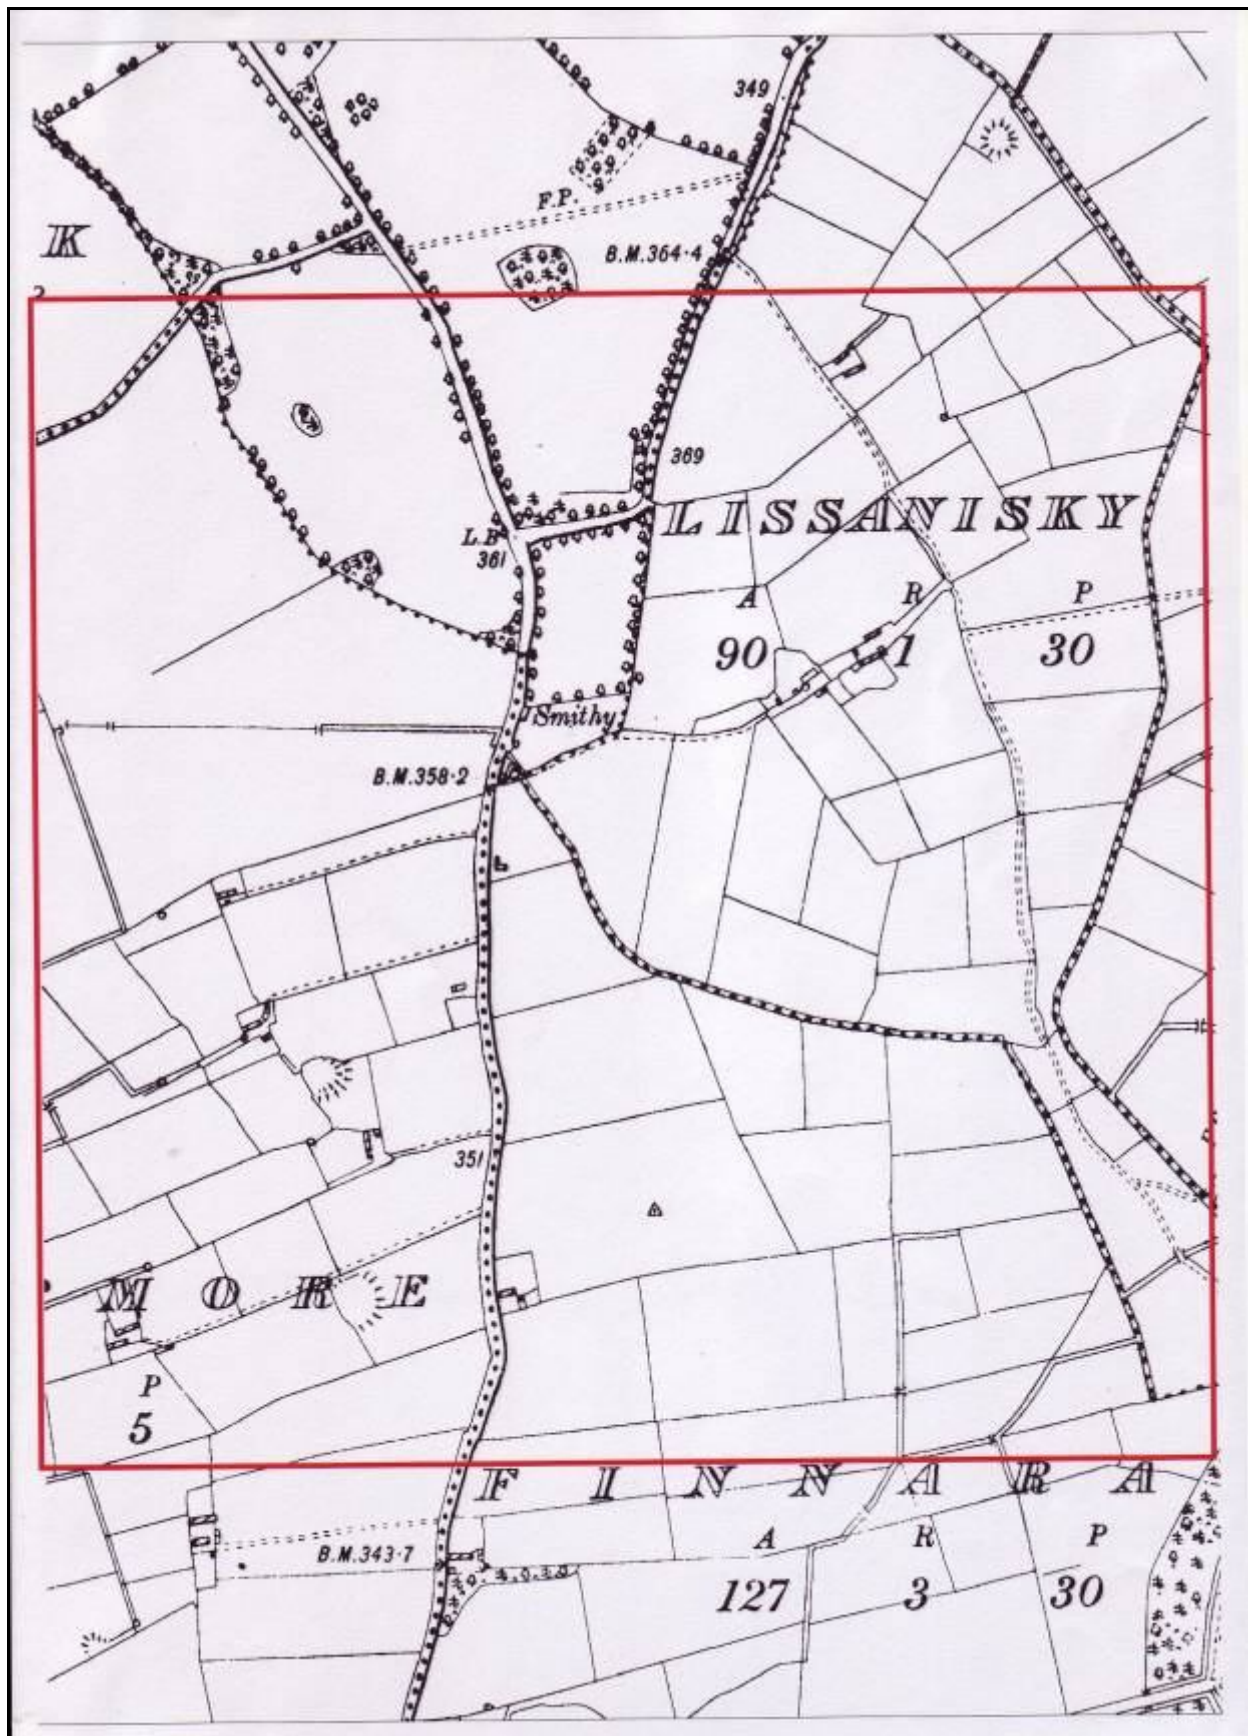 349
F.P.
K
B.M.364·4
369
LISSANISKY
L.B
361
A R P
90 1 30
Smithy
B.M.358·2
351
MORE
P
5
FINNARA
B.M.343·7
A R P
127 3 30